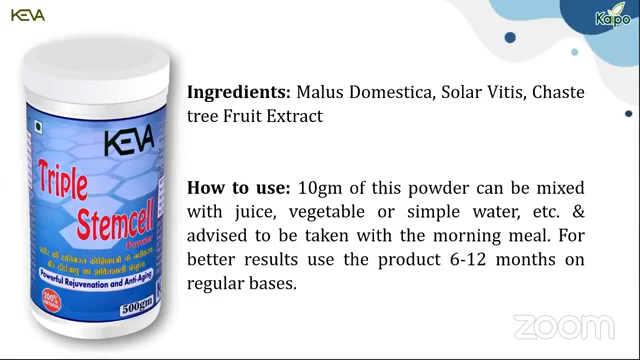 KEVA
Kapo
Ingredients: Malus Domestica, Solar Vitis, Chaste
tree Fruit Extract
KEVA
Triple
Stemcell
Powder
Powerful Rejuvenation and Anti-Aging
100%
500gm
How to use: 10gm of this powder can be mixed
with juice, vegetable or simple water, etc. &
advised to be taken with the morning meal. For
better results use the product 6-12 months on
regular bases.
zoom